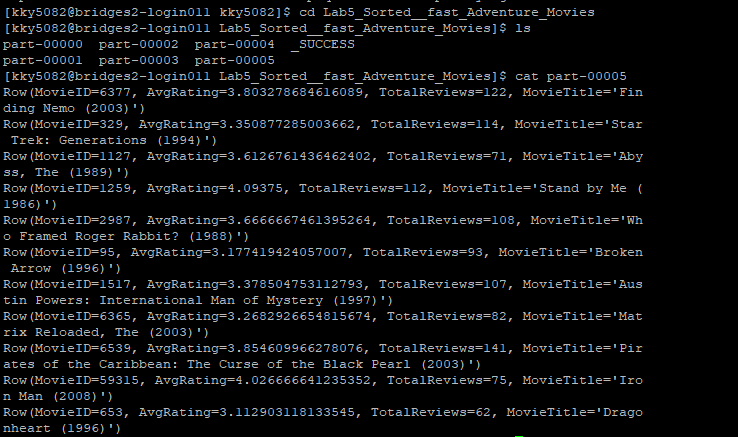 [kky5082@bridges2-login011 kky5082]$ cd Lab5_Sorted__fast_Adventure_Movies
[kky5082@bridges2-login011 Lab5_Sorted__fast_Adventure_Movies]$ ls
part-00000  part-00002  part-00004  _SUCCESS
part-00001  part-00003  part-00005
[kky5082@bridges2-login011 Lab5_Sorted__fast_Adventure_Movies]$ cat part-00005
Row(MovieID=6377, AvgRating=3.803278684616089, TotalReviews=122, MovieTitle='Fin
ding Nemo (2003)')
Row(MovieID=329, AvgRating=3.350877285003662, TotalReviews=114, MovieTitle='Star
 Trek: Generations (1994)')
Row(MovieID=1127, AvgRating=3.6126761436462402, TotalReviews=71, MovieTitle='Aby
ss, The (1989)')
Row(MovieID=1259, AvgRating=4.09375, TotalReviews=112, MovieTitle='Stand by Me (
1986)')
Row(MovieID=2987, AvgRating=3.6666667461395264, TotalReviews=108, MovieTitle='Wh
o Framed Roger Rabbit? (1988)')
Row(MovieID=95, AvgRating=3.177419424057007, TotalReviews=93, MovieTitle='Broken
 Arrow (1996)')
Row(MovieID=1517, AvgRating=3.378504753112793, TotalReviews=107, MovieTitle='Aus
tin Powers: International Man of Mystery (1997)')
Row(MovieID=6365, AvgRating=3.2682926654815674, TotalReviews=82, MovieTitle='Mat
rix Reloaded, The (2003)')
Row(MovieID=6539, AvgRating=3.854609966278076, TotalReviews=141, MovieTitle='Pir
ates of the Caribbean: The Curse of the Black Pearl (2003)')
Row(MovieID=59315, AvgRating=4.026666641235352, TotalReviews=75, MovieTitle='Iro
n Man (2008)')
Row(MovieID=653, AvgRating=3.112903118133545, TotalReviews=62, MovieTitle='Drago
nheart (1996)')